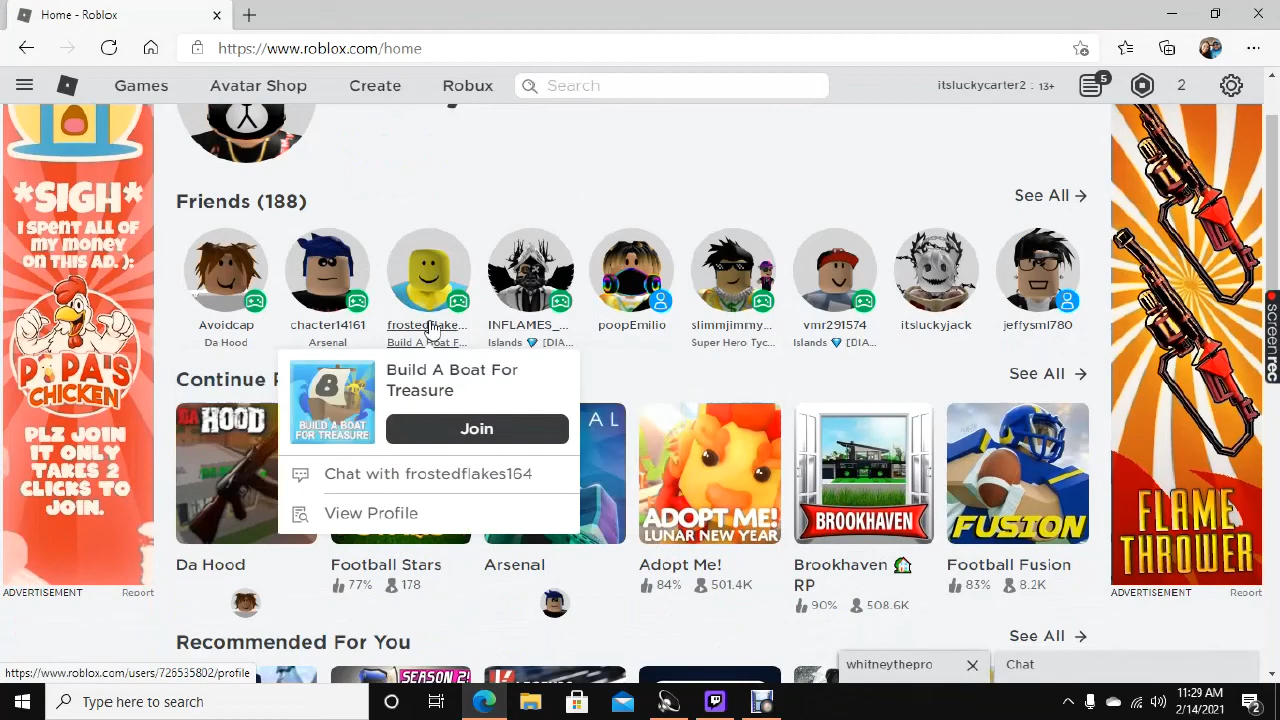 Home - Roblox
https://www.roblox.com/home
Games
Avatar Shop
Create
Robux
Search
itsluckycarter2 : 13+
5
2
*SIGH*
I SPENT ALL OF
MY MONEY
ON THIS AD. ):
PAPA'S
CHICKEN
PLZ JOIN
IT ONLY
TAKES 2
CLICKS TO
JOIN.
ADVERTISEMENT
Report
Friends (188)
See All
Avoidcap
Da Hood
chacter14161
Arsenal
frostedflake...
Build A Boat F...
INFLAMES_...
Islands 💎 [DIA...
poopEmilio
slimmjimmy...
Super Hero Tyc...
vmr291574
Islands 💎 [DIA...
itsluckyjack
jeffysml780
Build A Boat For
Treasure
Join
Chat with frostedflakes164
View Profile
B
BUILD A BOAT
FOR TREASURE
Continue
See All
DA HOOD
A L
ADOPT ME!
LUNAR NEW YEAR
BROOKHAVEN
FUSION
Da Hood
Football Stars
77% 178
Arsenal
Adopt Me!
84% 501.4K
Brookhaven 🏠
RP
90% 508.6K
Football Fusion
83% 8.2K
Recommended For You
See All
SEASON 2!
FLAME
THROWER
ADVERTISEMENT
Report
screenrec
https://www.roblox.com/users/726535802/profile
whitneythepro
Chat
Type here to search
11:29 AM
2/14/2021
2